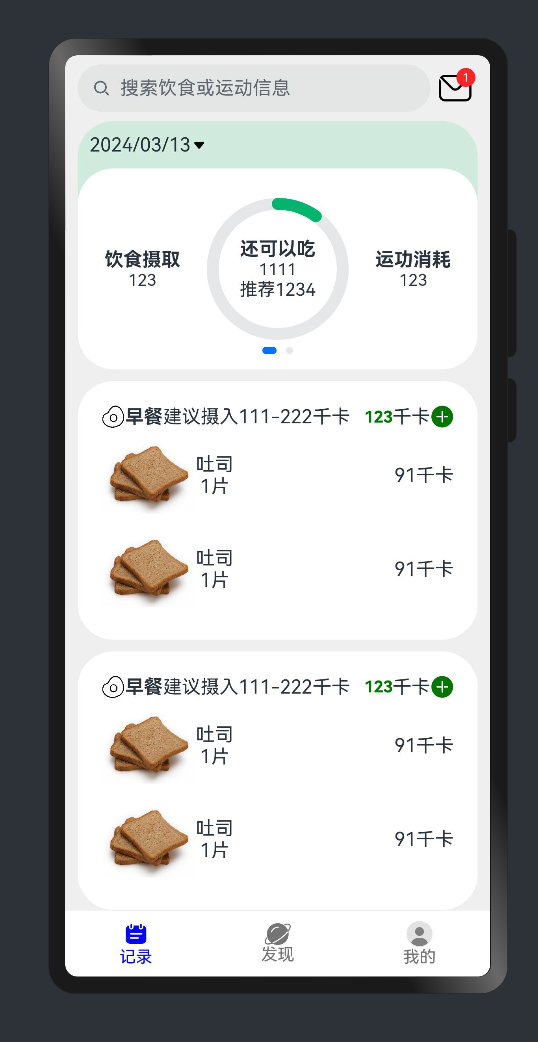 搜索饮食或运动信息
1
2024/03/13
饮食摄取
123
还可以吃
1111
推荐1234
运功消耗
123
早餐建议摄入111-222千卡 123千卡
吐司
1片
91千卡
吐司
1片
91千卡
早餐建议摄入111-222千卡 123千卡
吐司
1片
91千卡
吐司
1片
91千卡
记录
发现
我的